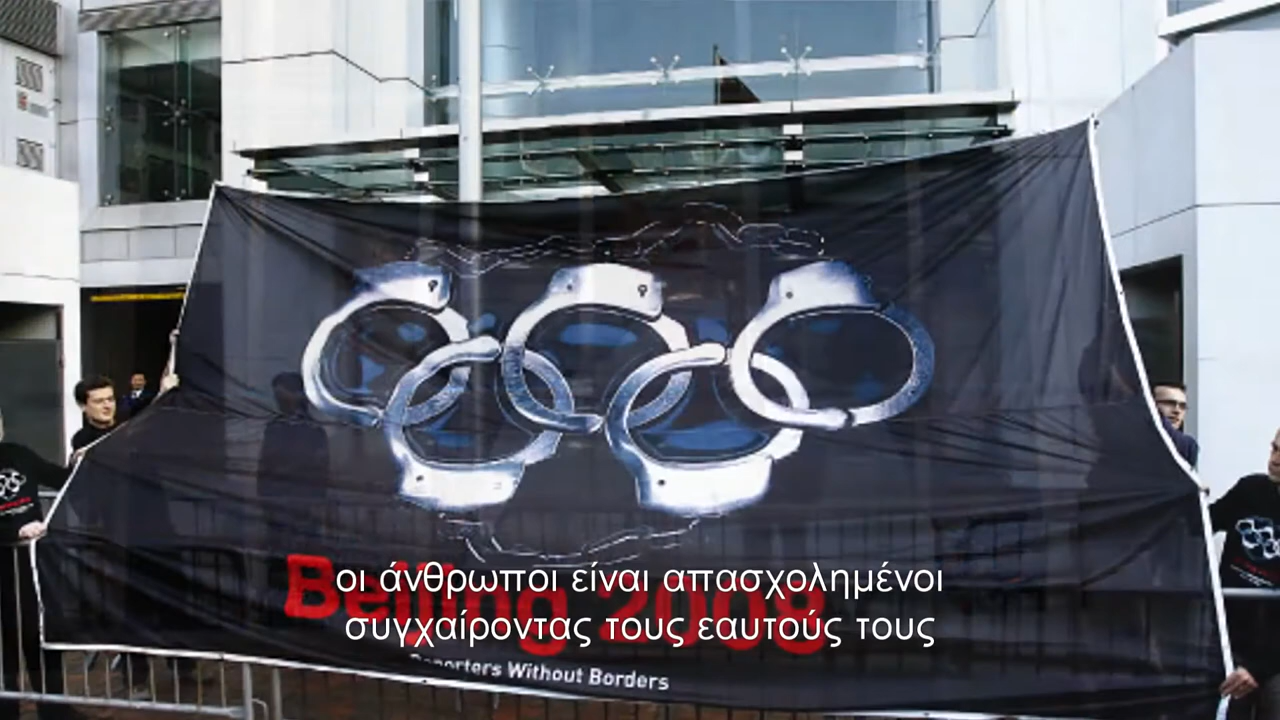 Beijing 2008
οι άνθρωποι είναι απασχολημένοι
συγχαίροντας τους εαυτούς τους
Reporters Without Borders